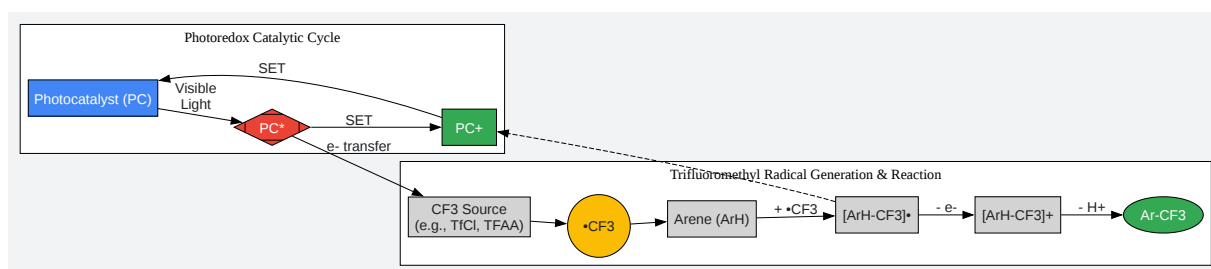 Photoredox Catalytic Cycle
SET
Visible
Light
Photocatalyst (PC)
PC*
SET
PC+
e- transfer
Trifluoromethyl Radical Generation & Reaction
CF3 Source
(e.g., TfCl, TFAA)
•CF3
Arene (ArH)
+ •CF3
[ArH-CF3]•
- e-
[ArH-CF3]+
- H+
Ar-CF3